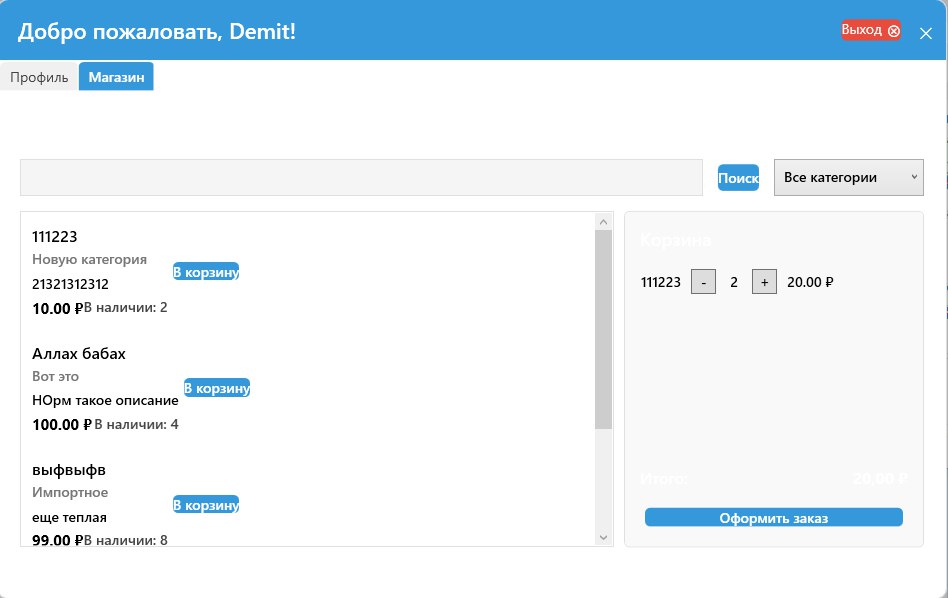 Добро пожаловать, Demit!
Выход
Профиль
Магазин
Поиск
Все категории
111223
Новую категория
21321312312
10.00 ₽ В наличии: 2
В корзину
Аллах бабах
Вот это
НОрм такое описание
100.00 ₽ В наличии: 4
В корзину
выфвыфв
Импортное
еще теплая
99.00 ₽ В наличии: 8
В корзину
Корзина
111223 - 2 + 20.00 ₽
Итого: 20,00 ₽
Оформить заказ